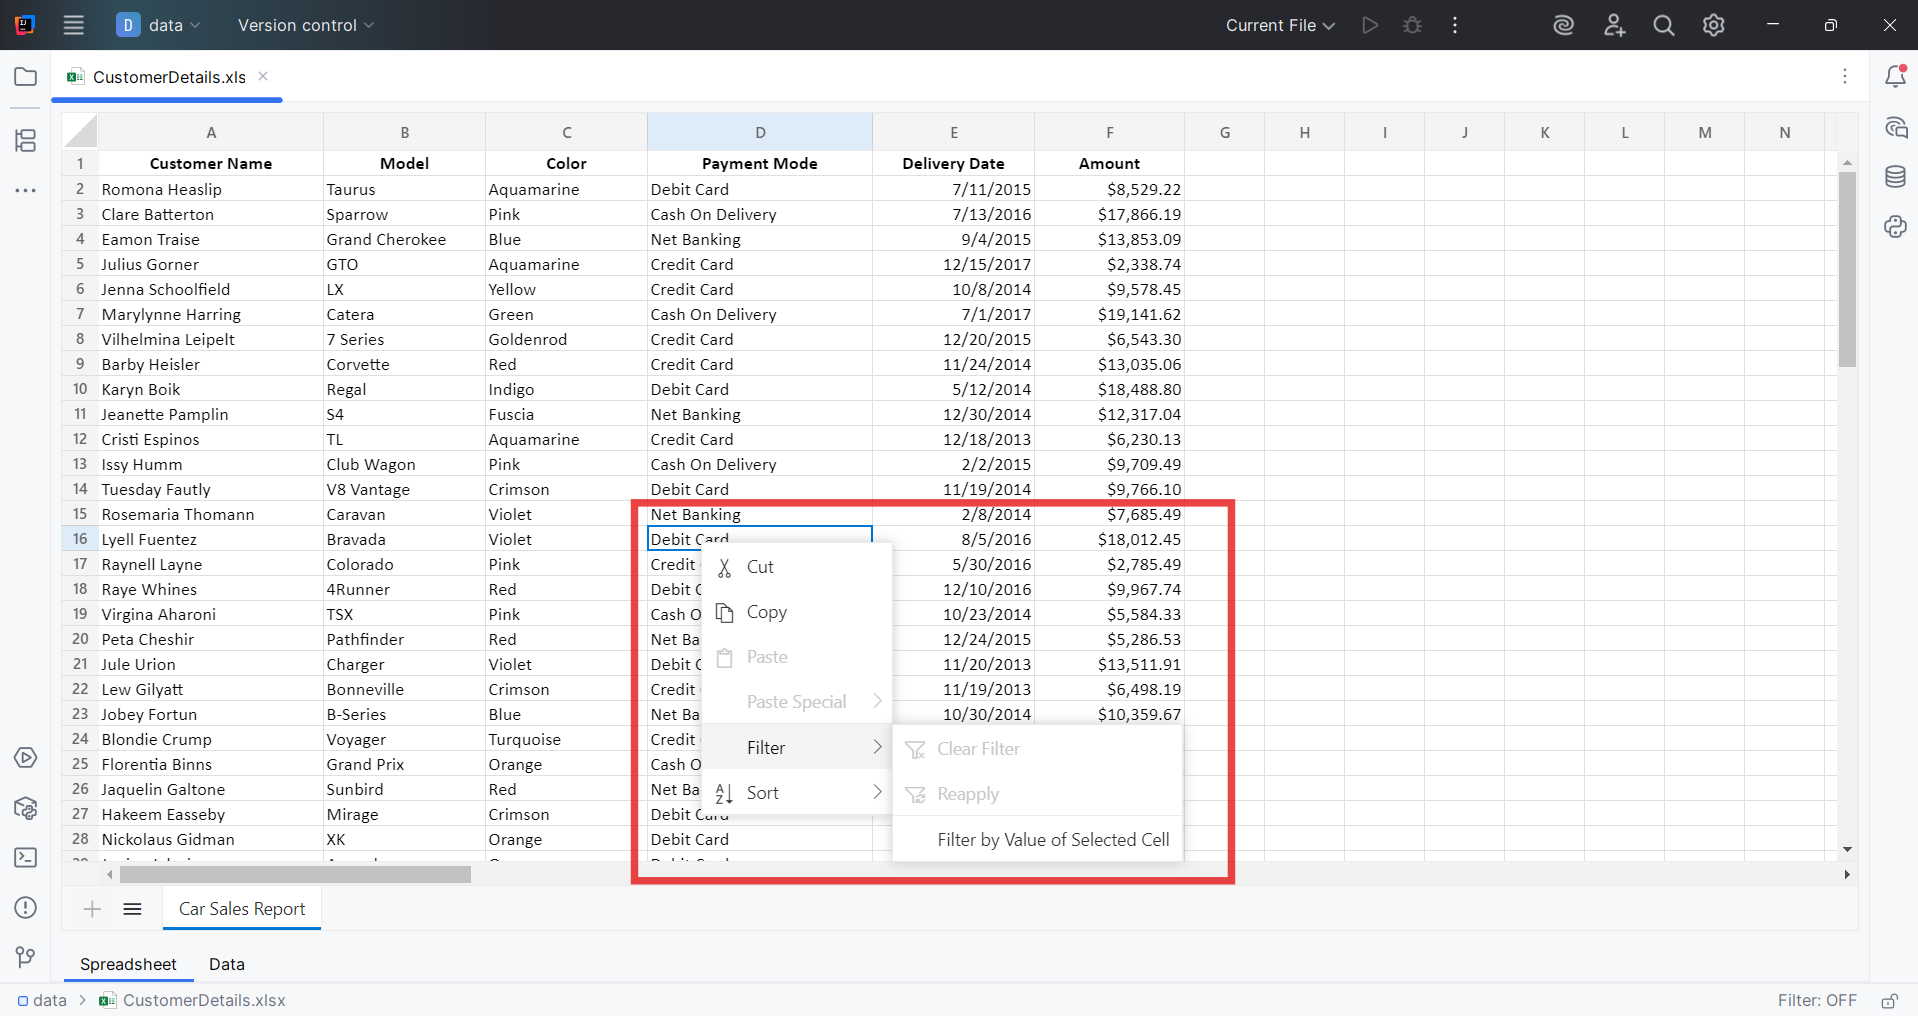 D data Version control Current File
CustomerDetails.xls
A B C D E F G H I J K L M N
1 Customer Name Model Color Payment Mode Delivery Date Amount
2 Romona Heaslip Taurus Aquamarine Debit Card 7/11/2015 $8,529.22
3 Clare Batterton Sparrow Pink Cash On Delivery 7/13/2016 $17,866.19
4 Eamon Traise Grand Cherokee Blue Net Banking 9/4/2015 $13,853.09
5 Julius Gorner GTO Aquamarine Credit Card 12/15/2017 $2,338.74
6 Jenna Schoolfield LX Yellow Credit Card 10/8/2014 $9,578.45
7 Marylynne Harring Catera Green Cash On Delivery 7/1/2017 $19,141.62
8 Vilhelmina Leipelt 7 Series Goldenrod Credit Card 12/20/2015 $6,543.30
9 Barby Heisler Corvette Red Credit Card 11/24/2014 $13,035.06
10 Karyn Boik Regal Indigo Debit Card 5/12/2014 $18,488.80
11 Jeanette Pamplin S4 Fuscia Net Banking 12/30/2014 $12,317.04
12 Cristi Espinos TL Aquamarine Credit Card 12/18/2013 $6,230.13
13 Issy Humm Club Wagon Pink Cash On Delivery 2/2/2015 $9,709.49
14 Tuesday Fautly V8 Vantage Crimson Debit Card 11/19/2014 $9,766.10
15 Rosemaria Thomann Caravan Violet Net Banking 2/8/2014 $7,685.49
16 Lyell Fuentez Bravada Violet Debit Card 8/5/2016 $18,012.45
17 Raynell Layne Colorado Pink Credit 5/30/2016 $2,785.49
18 Raye Whines 4Runner Red Debit C 12/10/2016 $9,967.74
19 Virgina Aharoni TSX Pink Cash O 10/23/2014 $5,584.33
20 Peta Cheshir Pathfinder Red Net Ba 12/24/2015 $5,286.53
21 Jule Urion Charger Violet Debit C 11/20/2013 $13,511.91
22 Lew Gilyatt Bonneville Crimson Credit 11/19/2013 $6,498.19
23 Jobey Fortun B-Series Blue Net Ba 10/30/2014 $10,359.67
24 Blondie Crump Voyager Turquoise Credit
25 Florentia Binns Grand Prix Orange Cash O
26 Jaquelin Galtone Sunbird Red Net Ba
27 Hakeem Easseby Mirage Crimson Debit Card
28 Nickolaus Gidman XK Orange Debit Card
Cut
Copy
Paste
Paste Special
Filter
Sort
Clear Filter
Reapply
Filter by Value of Selected Cell
Car Sales Report
Spreadsheet Data
data > CustomerDetails.xlsx Filter: OFF